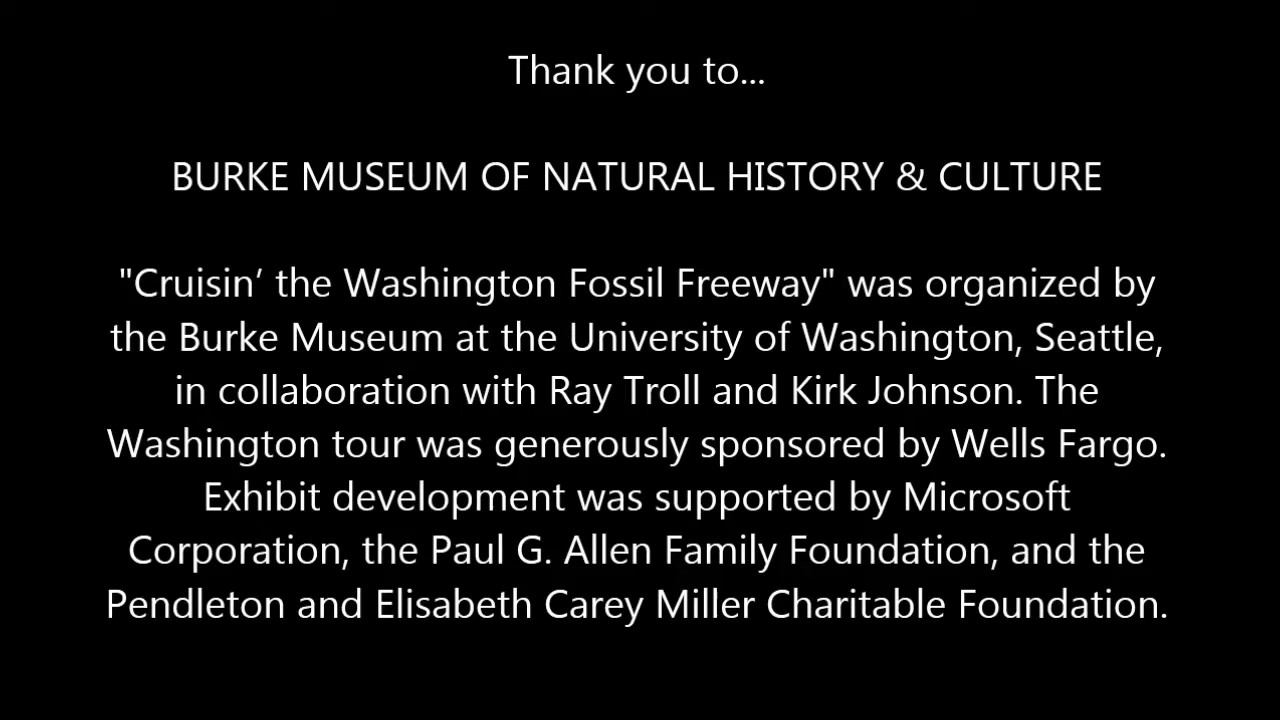 Thank you to...
BURKE MUSEUM OF NATURAL HISTORY & CULTURE
"Cruisin’ the Washington Fossil Freeway" was organized by
the Burke Museum at the University of Washington, Seattle,
in collaboration with Ray Troll and Kirk Johnson. The
Washington tour was generously sponsored by Wells Fargo.
Exhibit development was supported by Microsoft
Corporation, the Paul G. Allen Family Foundation, and the
Pendleton and Elisabeth Carey Miller Charitable Foundation.